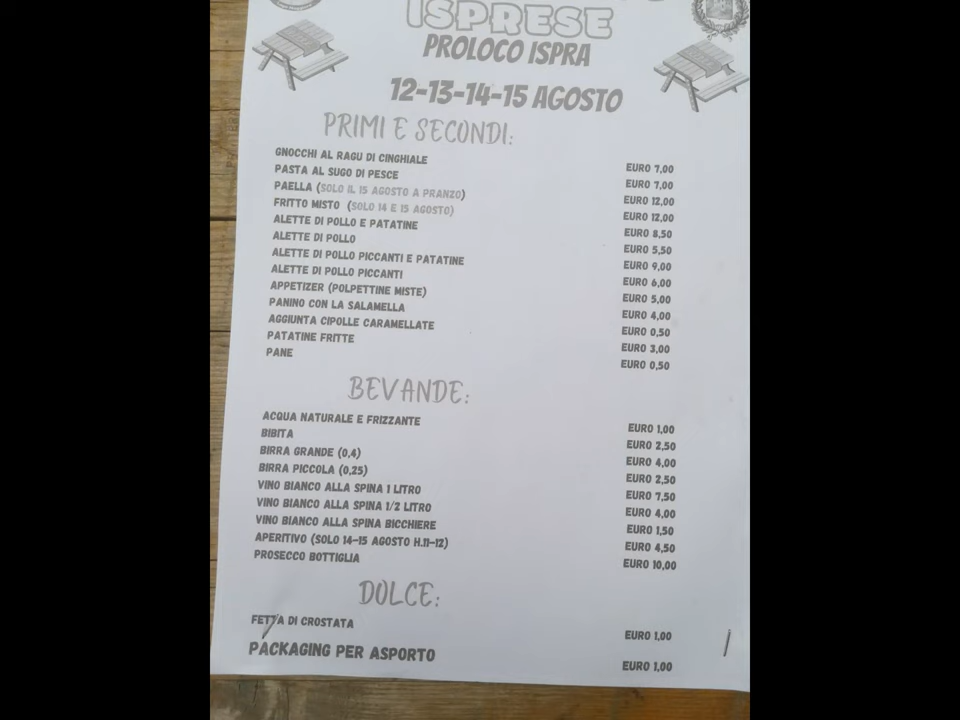 ISPRESE
PROLOCO ISPRA
12-13-14-15 AGOSTO
PRIMI E SECONDI:
GNOCCHI AL RAGU DI CINGHIALE EURO 7,00
PASTA AL SUGO DI PESCE EURO 7,00
PAELLA (SOLO IL 15 AGOSTO A PRANZO) EURO 12,00
FRITTO MISTO (SOLO 14 E 15 AGOSTO) EURO 12,00
ALETTE DI POLLO E PATATINE EURO 8,50
ALETTE DI POLLO EURO 5,50
ALETTE DI POLLO PICCANTI E PATATINE EURO 9,00
ALETTE DI POLLO PICCANTI EURO 6,00
APPETIZER (POLPETTINE MISTE) EURO 5,00
PANINO CON LA SALAMELLA EURO 4,00
AGGIUNTA CIPOLLE CARAMELLATE EURO 0,50
PATATINE FRITTE EURO 3,00
PANE EURO 0,50
BEVANDE:
ACQUA NATURALE E FRIZZANTE EURO 1,00
BIBITA EURO 2,50
BIRRA GRANDE (0,4) EURO 4,00
BIRRA PICCOLA (0,25) EURO 2,50
VINO BIANCO ALLA SPINA 1 LITRO EURO 7,50
VINO BIANCO ALLA SPINA 1/2 LITRO EURO 4,00
VINO BIANCO ALLA SPINA BICCHIERE EURO 1,50
APERITIVO (SOLO 14-15 AGOSTO H.11-12) EURO 4,50
PROSECCO BOTTIGLIA EURO 10,00
DOLCE:
FETTA DI CROSTATA EURO 1,00
PACKAGING PER ASPORTO EURO 1,00